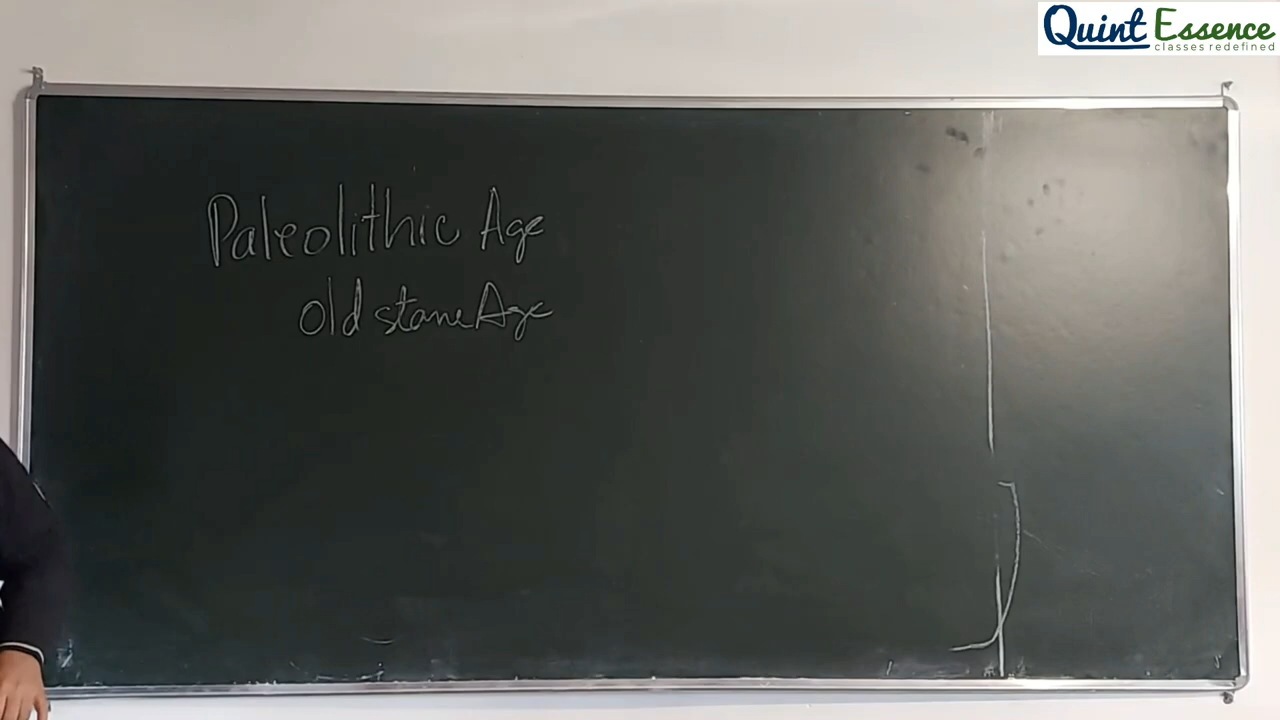 Quint Essence
classes redefined
Paleolithic Age
old stone Age